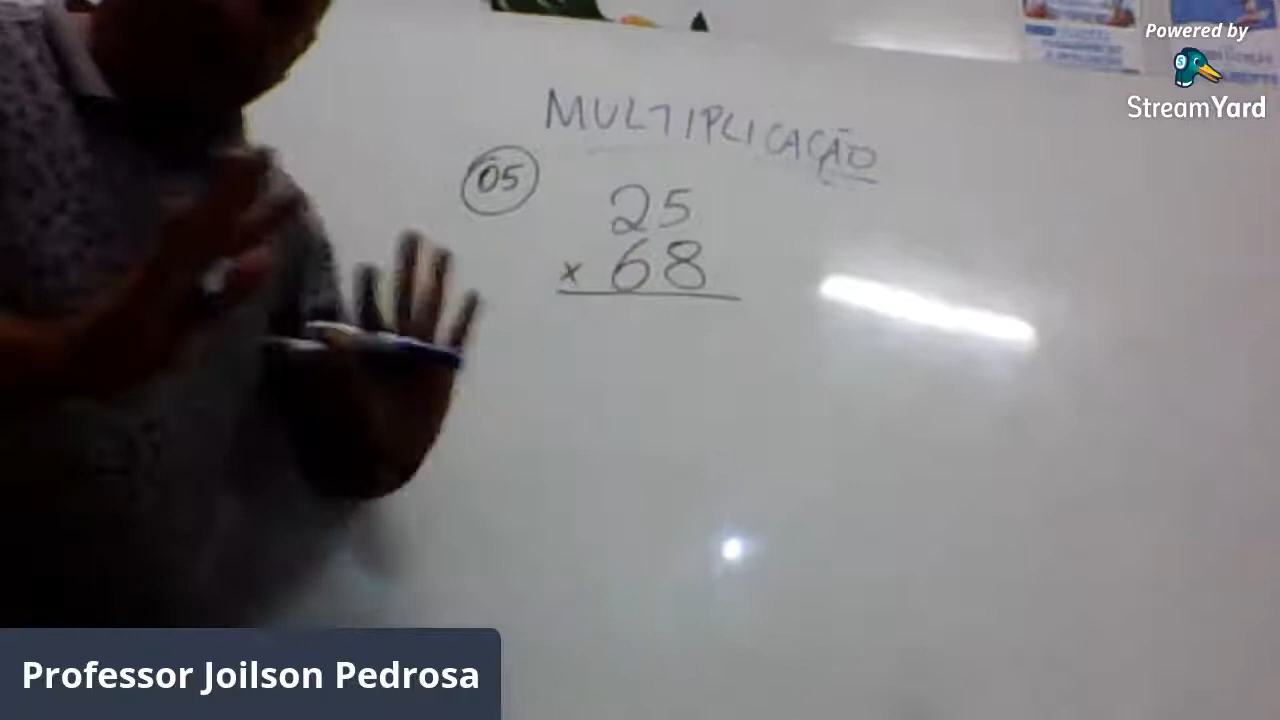 Powered by
StreamYard
MULTIPLICAÇÃO
05
25
× 68
Professor Joilson Pedrosa